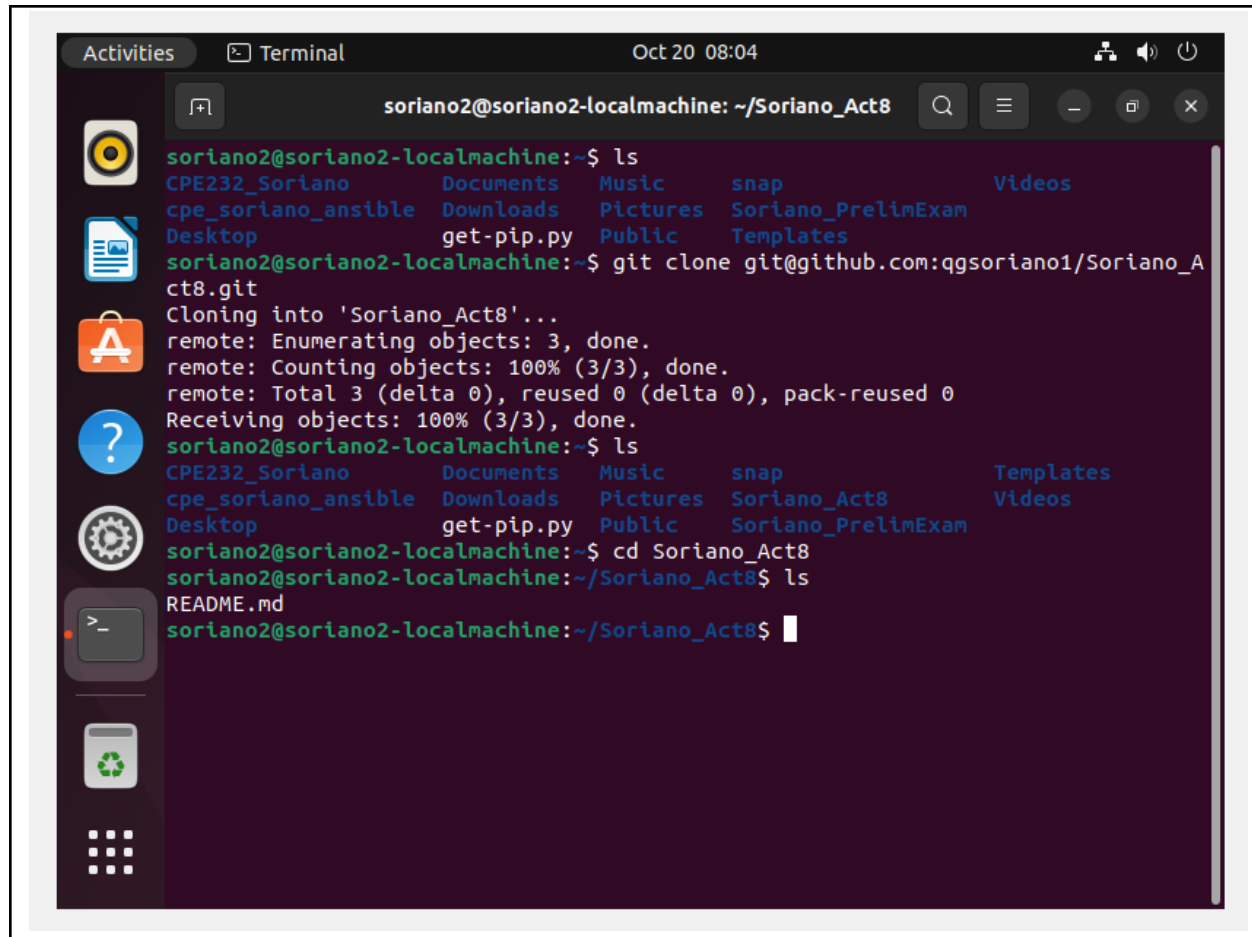 Activities Terminal Oct 20 08:04
soriano2@soriano2-localmachine: ~/Soriano_Act8
soriano2@soriano2-localmachine:~$ ls
CPE232_Soriano Documents Music snap Videos
cpe_soriano_ansible Downloads Pictures Soriano_PrelimExam
Desktop get-pip.py Public Templates
soriano2@soriano2-localmachine:~$ git clone git@github.com:qgsoriano1/Soriano_A
ct8.git
Cloning into 'Soriano_Act8'...
remote: Enumerating objects: 3, done.
remote: Counting objects: 100% (3/3), done.
remote: Total 3 (delta 0), reused 0 (delta 0), pack-reused 0
Receiving objects: 100% (3/3), done.
soriano2@soriano2-localmachine:~$ ls
CPE232_Soriano Documents Music snap Templates
cpe_soriano_ansible Downloads Pictures Soriano_Act8 Videos
Desktop get-pip.py Public Soriano_PrelimExam
soriano2@soriano2-localmachine:~$ cd Soriano_Act8
soriano2@soriano2-localmachine:~/Soriano_Act8$ ls
README.md
soriano2@soriano2-localmachine:~/Soriano_Act8$